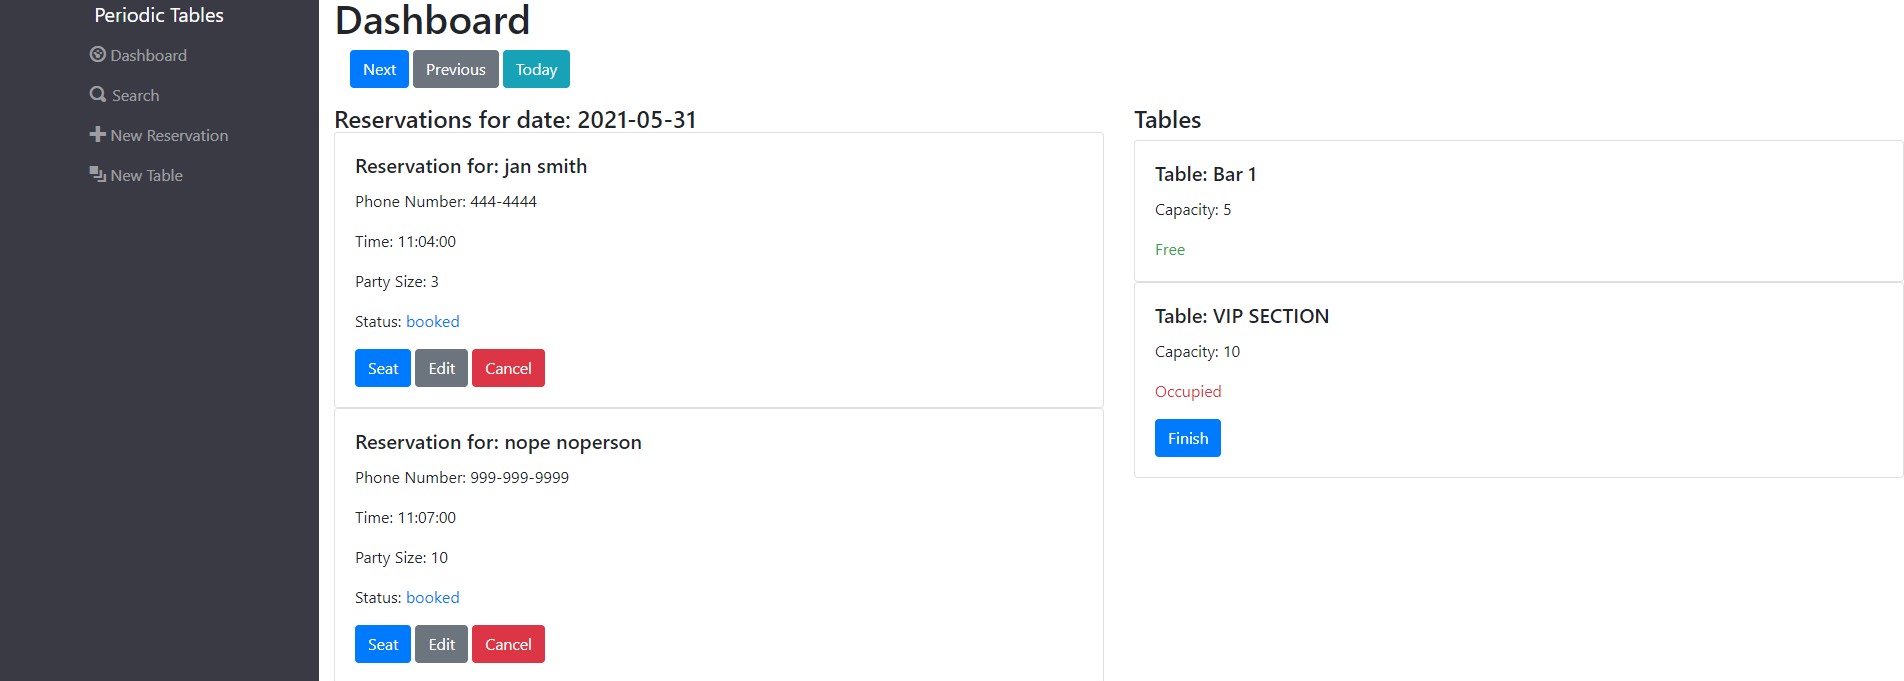 Periodic Tables
Dashboard
Search
New Reservation
New Table
Dashboard
Next Previous Today
Reservations for date: 2021-05-31
Reservation for: jan smith
Phone Number: 444-4444
Time: 11:04:00
Party Size: 3
Status: booked
Seat Edit Cancel
Reservation for: nope noperson
Phone Number: 999-999-9999
Time: 11:07:00
Party Size: 10
Status: booked
Seat Edit Cancel
Tables
Table: Bar 1
Capacity: 5
Free
Table: VIP SECTION
Capacity: 10
Occupied
Finish